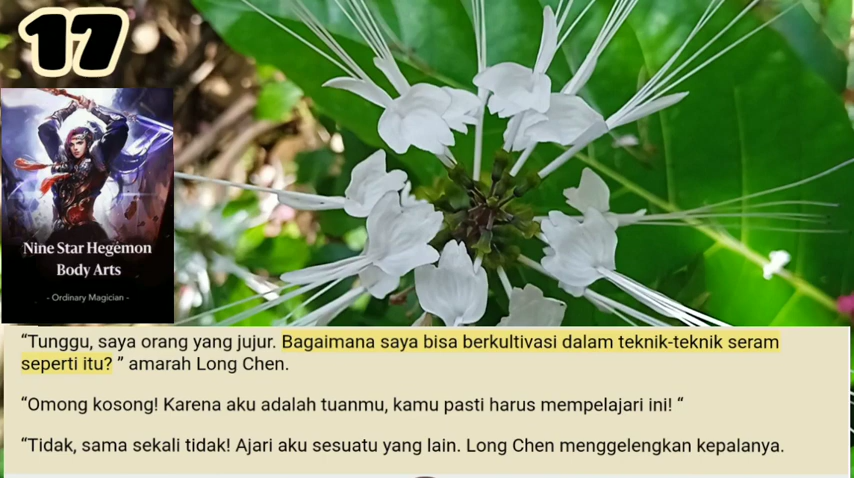 17
Nine Star Hegemon
Body Arts
- Ordinary Magician -
“Tunggu, saya orang yang jujur. Bagaimana saya bisa berkultivasi dalam teknik-teknik seram
seperti itu? ” amarah Long Chen.
“Omong kosong! Karena aku adalah tuanmu, kamu pasti harus mempelajari ini! “
“Tidak, sama sekali tidak! Ajari aku sesuatu yang lain. Long Chen menggelengkan kepalanya.